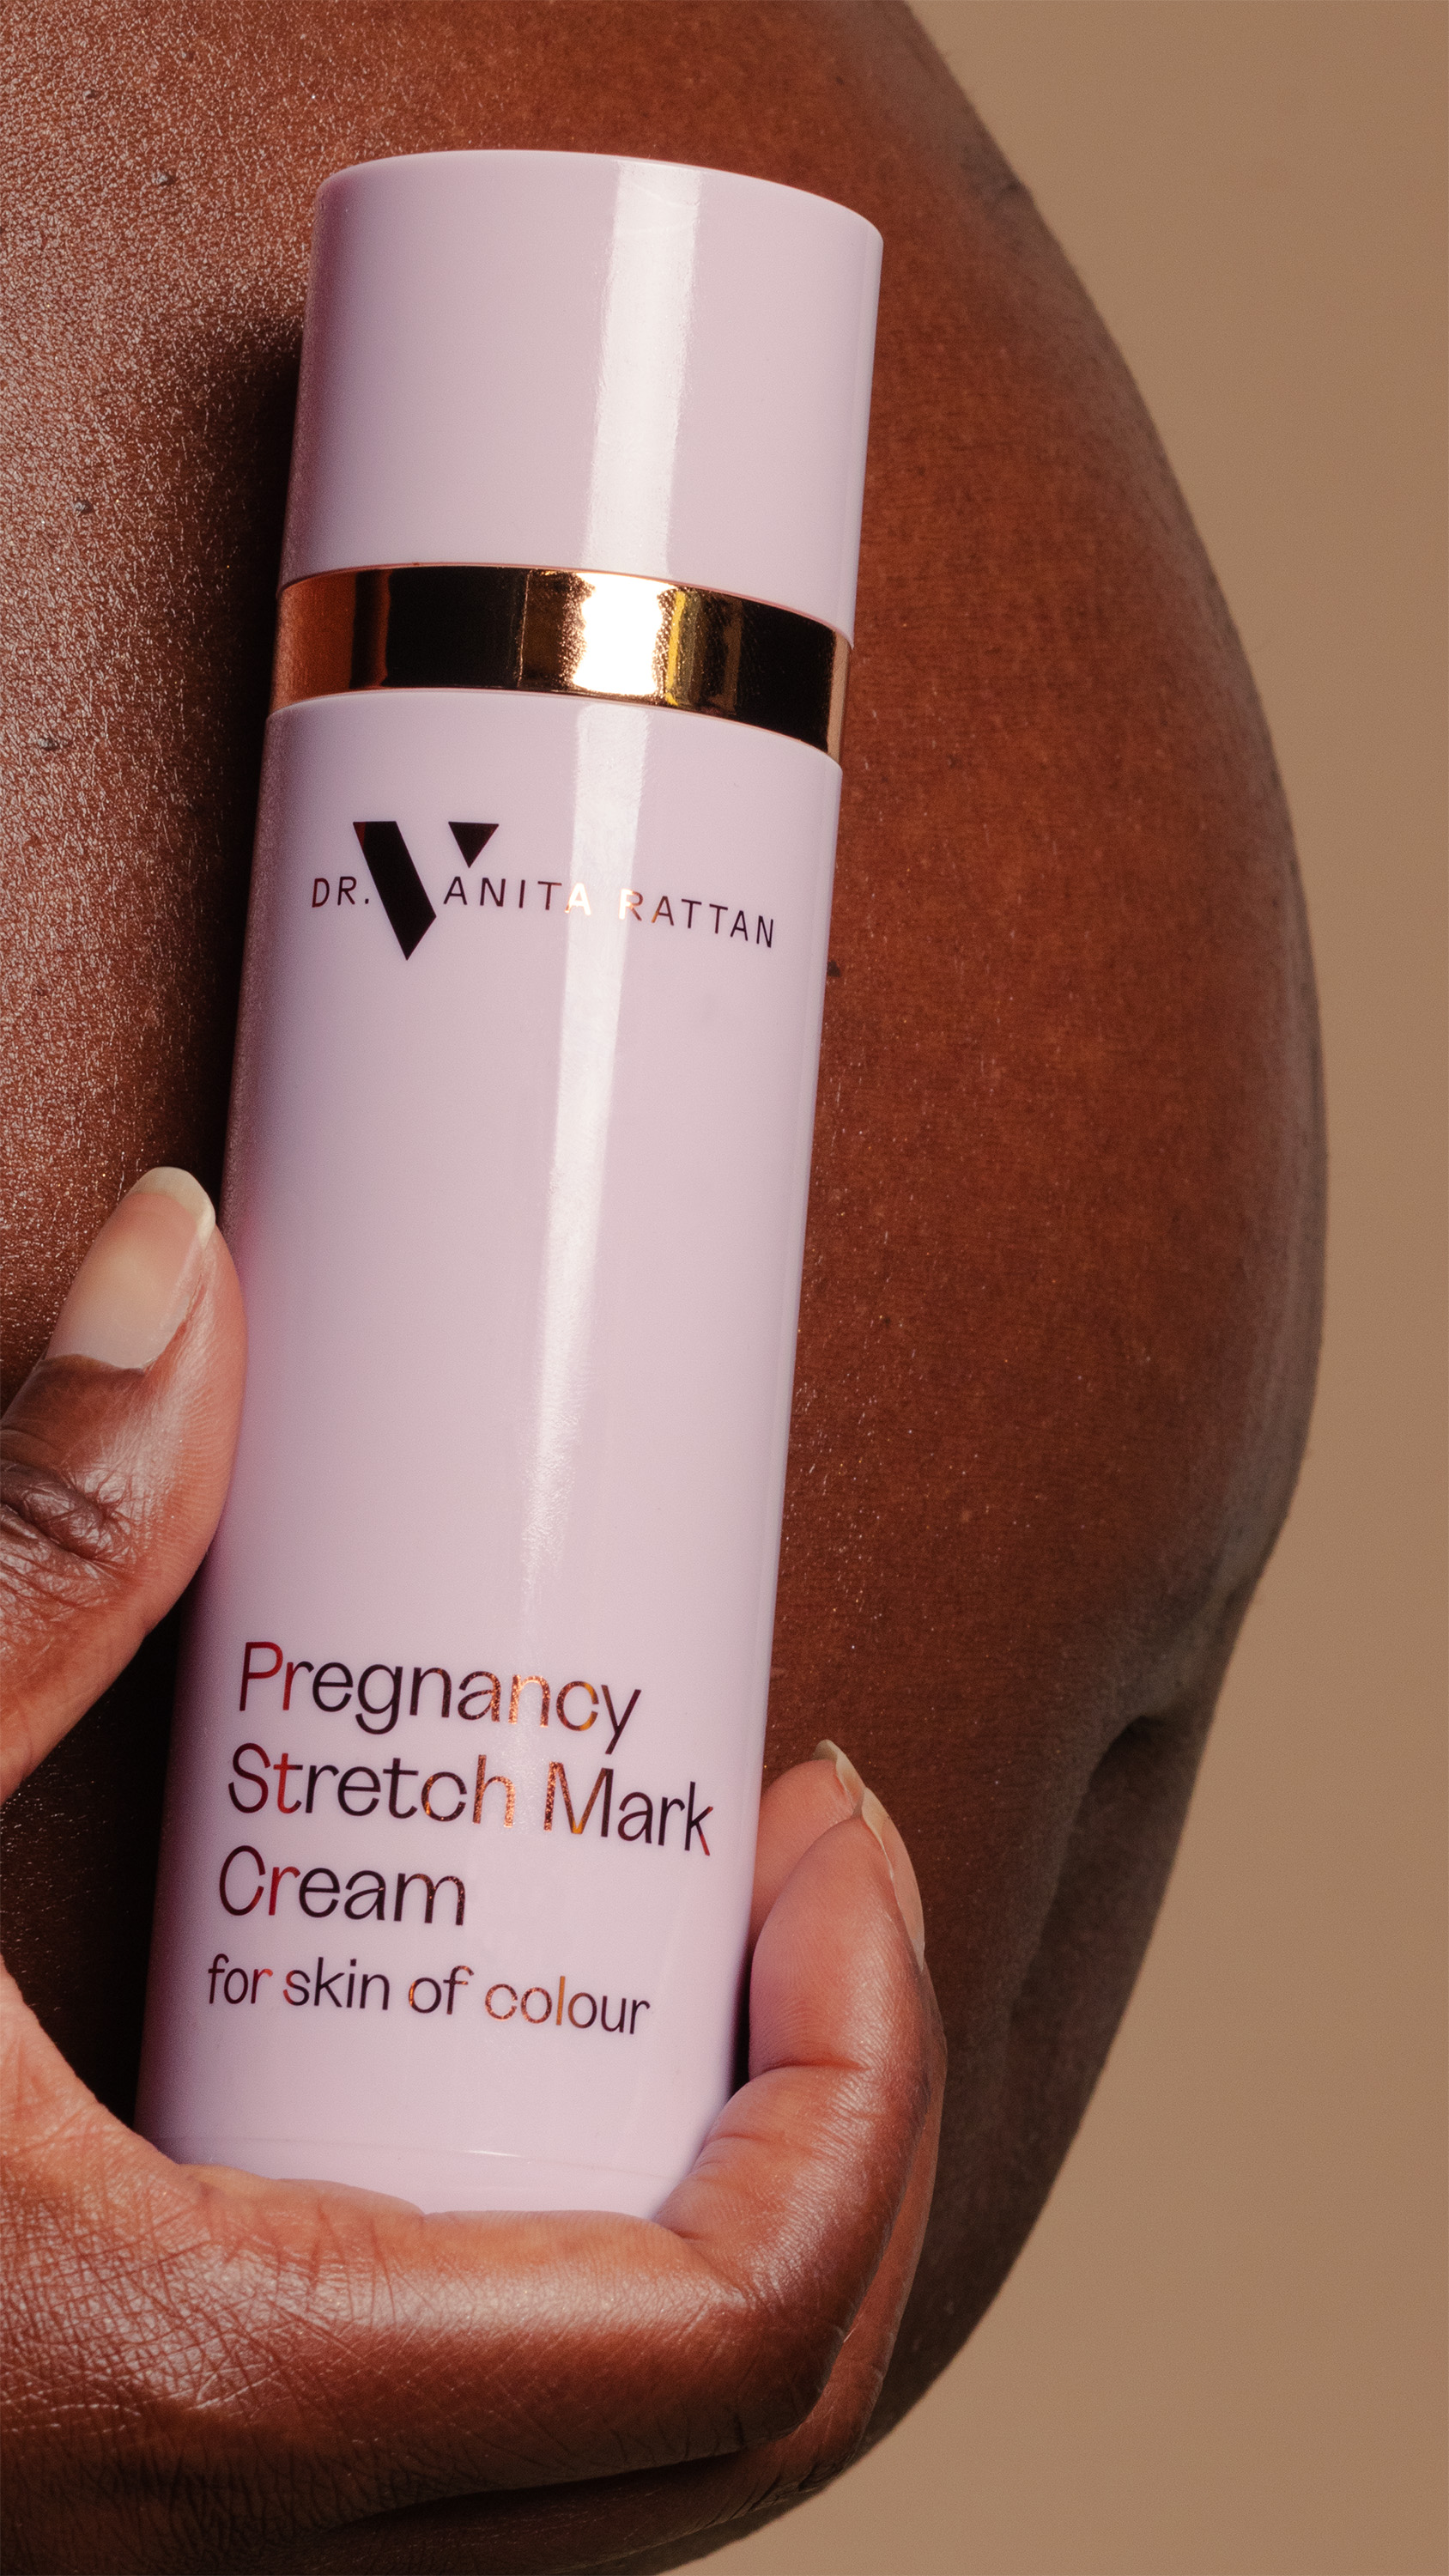 DR. VANITA RATTAN
Pregnancy
Stretch Mark
Cream
for skin of colour